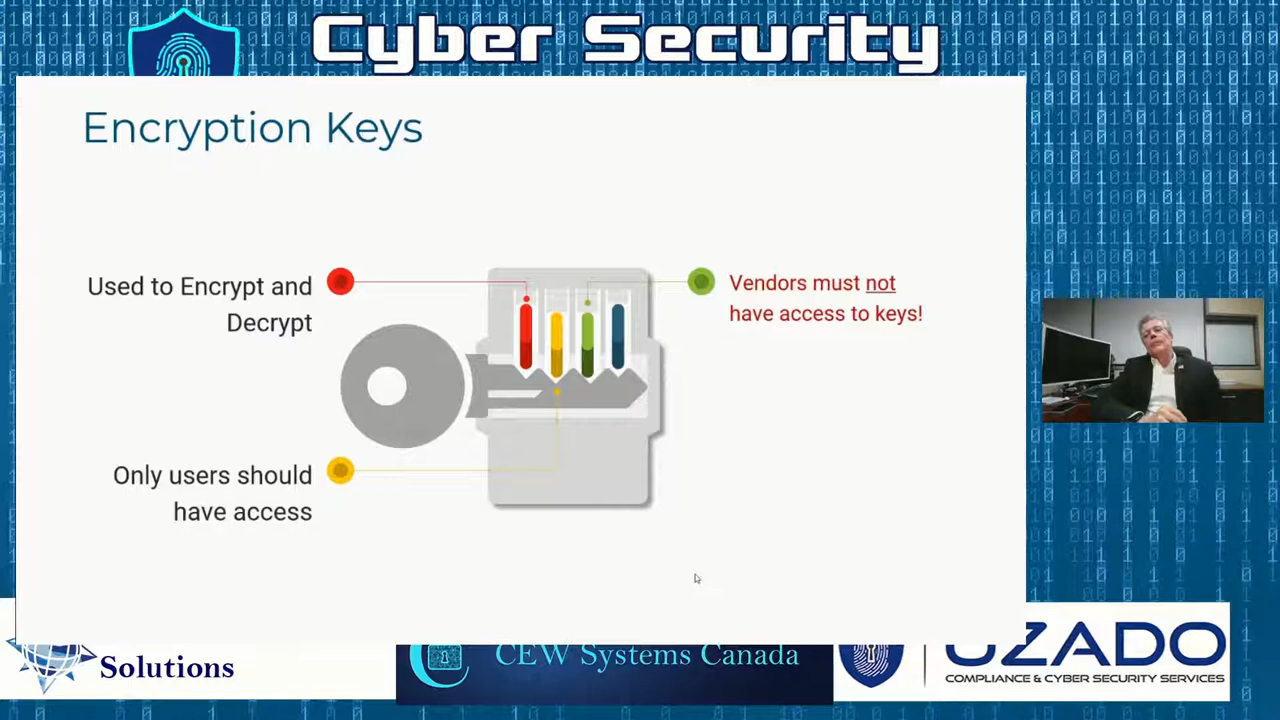 Cyber Security
Encryption Keys
Used to Encrypt and
Decrypt
Vendors must not
have access to keys!
Only users should
have access
Solutions
CEW Systems Canada
UZADO
COMPLIANCE & CYBER SECURITY SERVICES